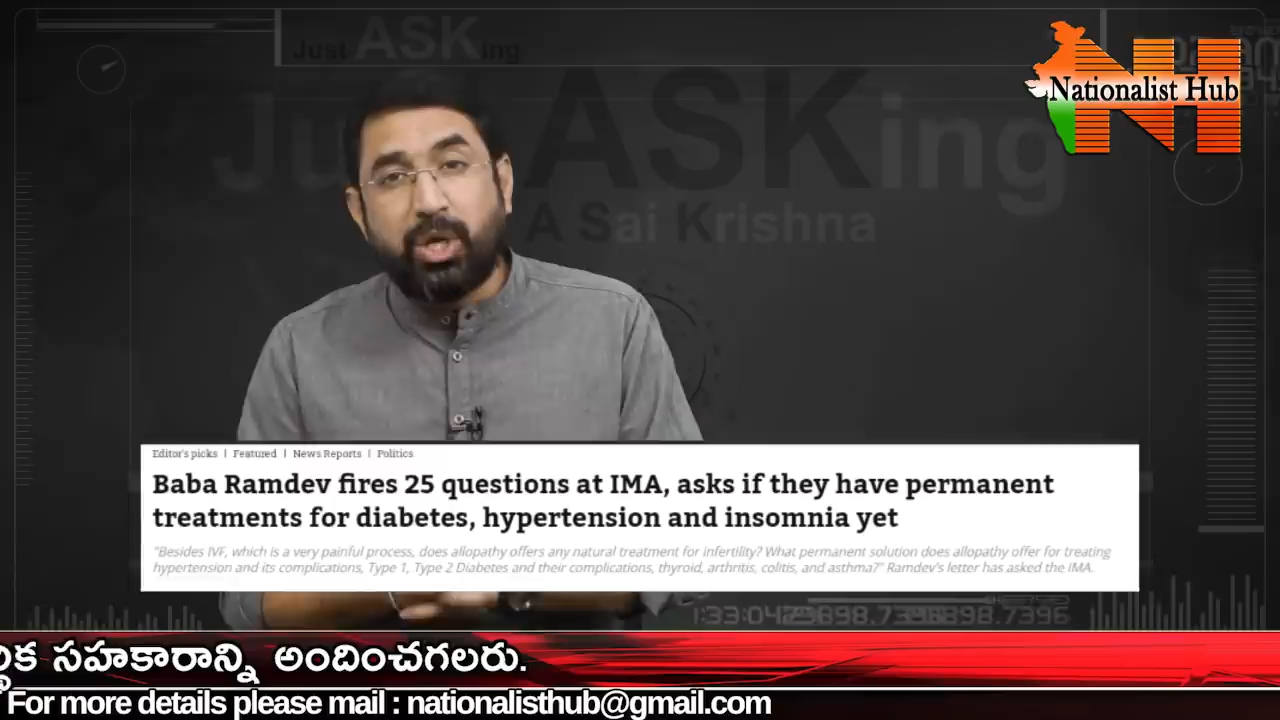 Just ASKing
Just ASKing
A Sai Krishna
Nationalist Hub
Editor's picks | Featured | News Reports | Politics
Baba Ramdev fires 25 questions at IMA, asks if they have permanent
treatments for diabetes, hypertension and insomnia yet
"Besides IVF, which is a very painful process, does allopathy offers any natural treatment for infertility? What permanent solution does allopathy offer for treating
hypertension and its complications, Type 1, Type 2 Diabetes and their complications, thyroid, arthritis, colitis, and asthma?" Ramdev's letter has asked the IMA.
సహకారాన్ని అందించగలరు.
For more details please mail : nationalisthub@gmail.com